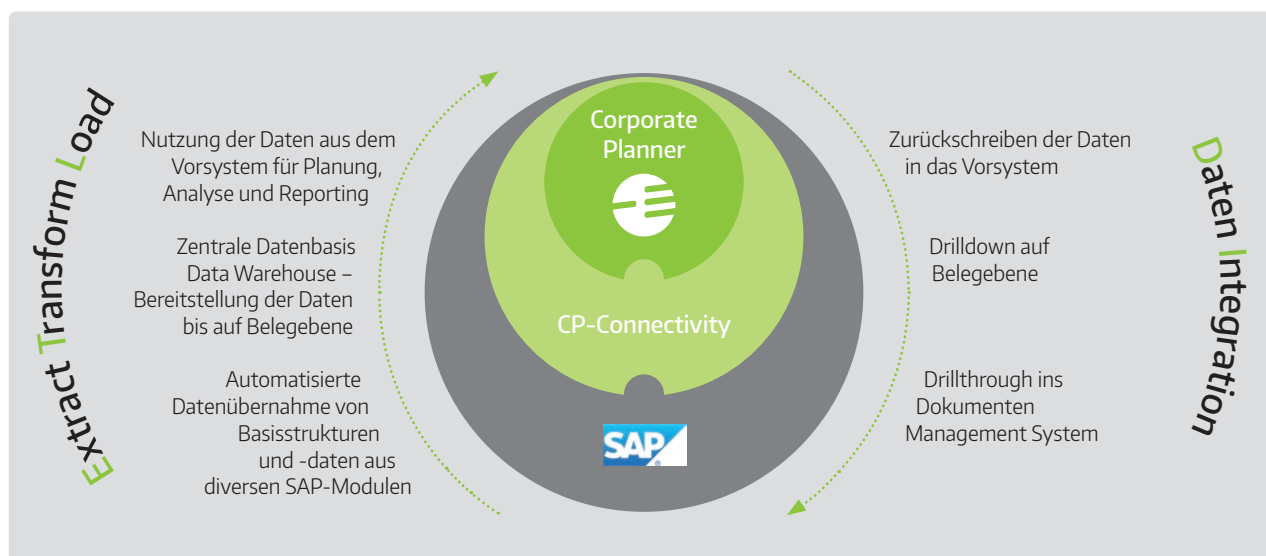 Extract Transform Load
Nutzung der Daten aus dem
Vorsystem für Planung,
Analyse und Reporting
Zentrale Datenbasis
Data Warehouse –
Bereitstellung der Daten
bis auf Belegebene
Automatisierte
Datenübernahme von
Basisstrukturen
und -daten aus
diversen SAP-Modulen
Corporate
Planner
CP-Connectivity
SAP
Zurückschreiben der Daten
in das Vorsystem
Drilldown auf
Belegebene
Drillthrough ins
Dokumenten
Management System
Daten Integration